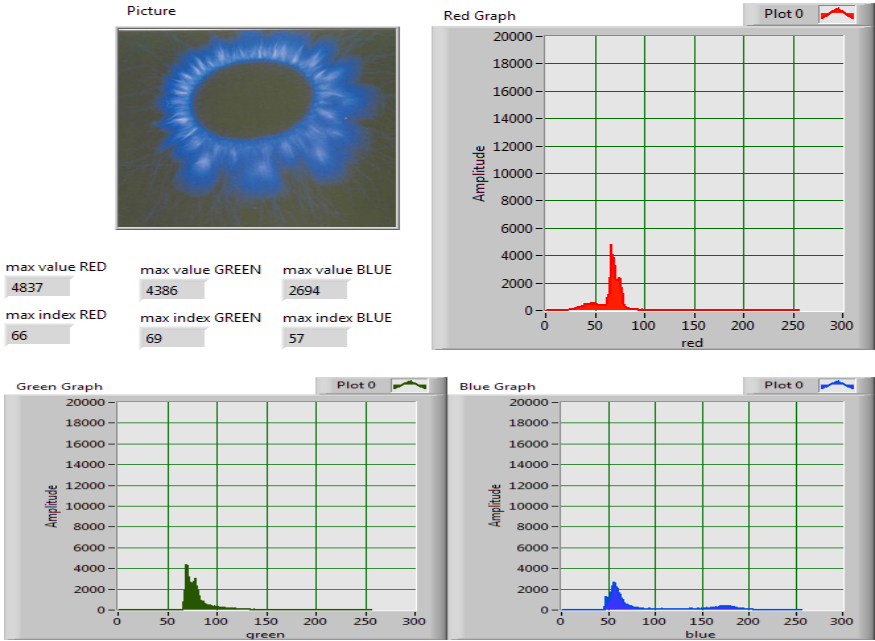 Picture
max value RED
4837
max value GREEN
4386
max value BLUE
2694
max index RED
66
max index GREEN
69
max index BLUE
57
Red Graph
Plot 0
20000
18000
16000
14000
12000
10000
8000
6000
4000
2000
0
Amplitude
0 50 100 150 200 250 300
red
Green Graph
Plot 0
20000
18000
16000
14000
12000
10000
8000
6000
4000
2000
0
Amplitude
0 50 100 150 200 250 300
green
Blue Graph
Plot 0
20000
18000
16000
14000
12000
10000
8000
6000
4000
2000
0
Amplitude
0 50 100 150 200 250 300
blue